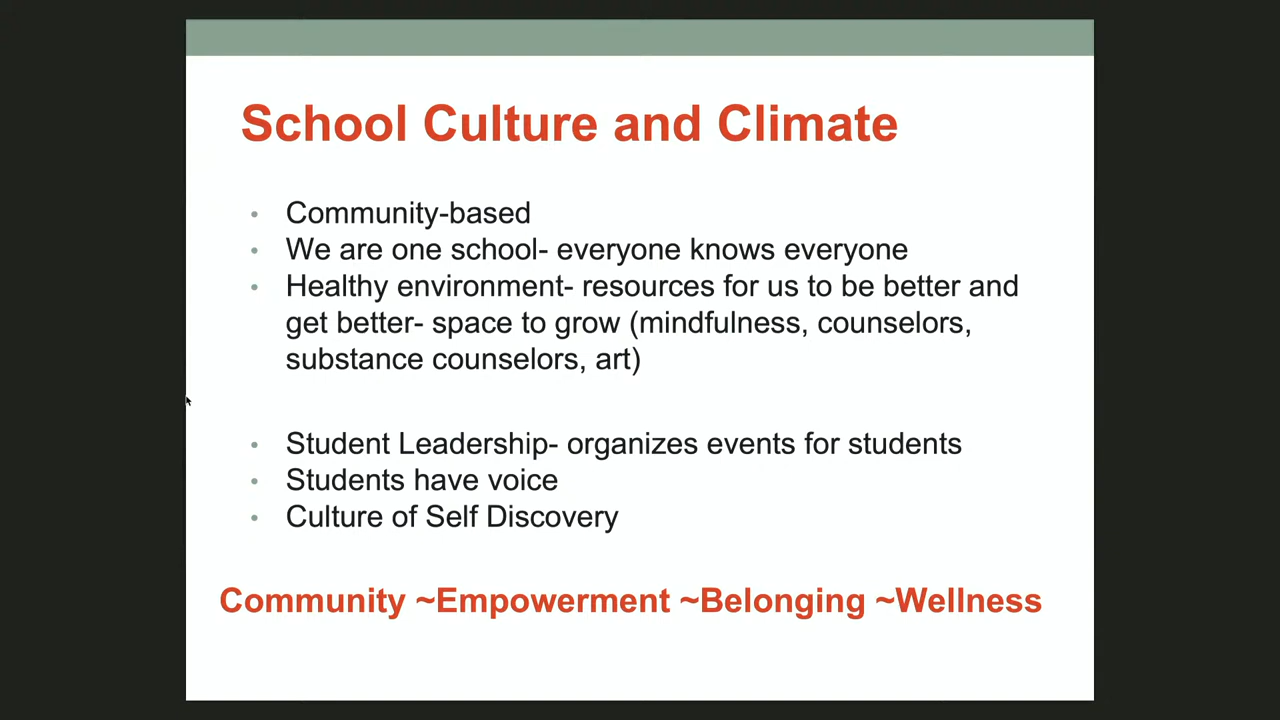 School Culture and Climate
• Community-based
• We are one school- everyone knows everyone
• Healthy environment- resources for us to be better and
get better- space to grow (mindfulness, counselors,
substance counselors, art)
• Student Leadership- organizes events for students
• Students have voice
• Culture of Self Discovery
Community ~Empowerment ~Belonging ~Wellness